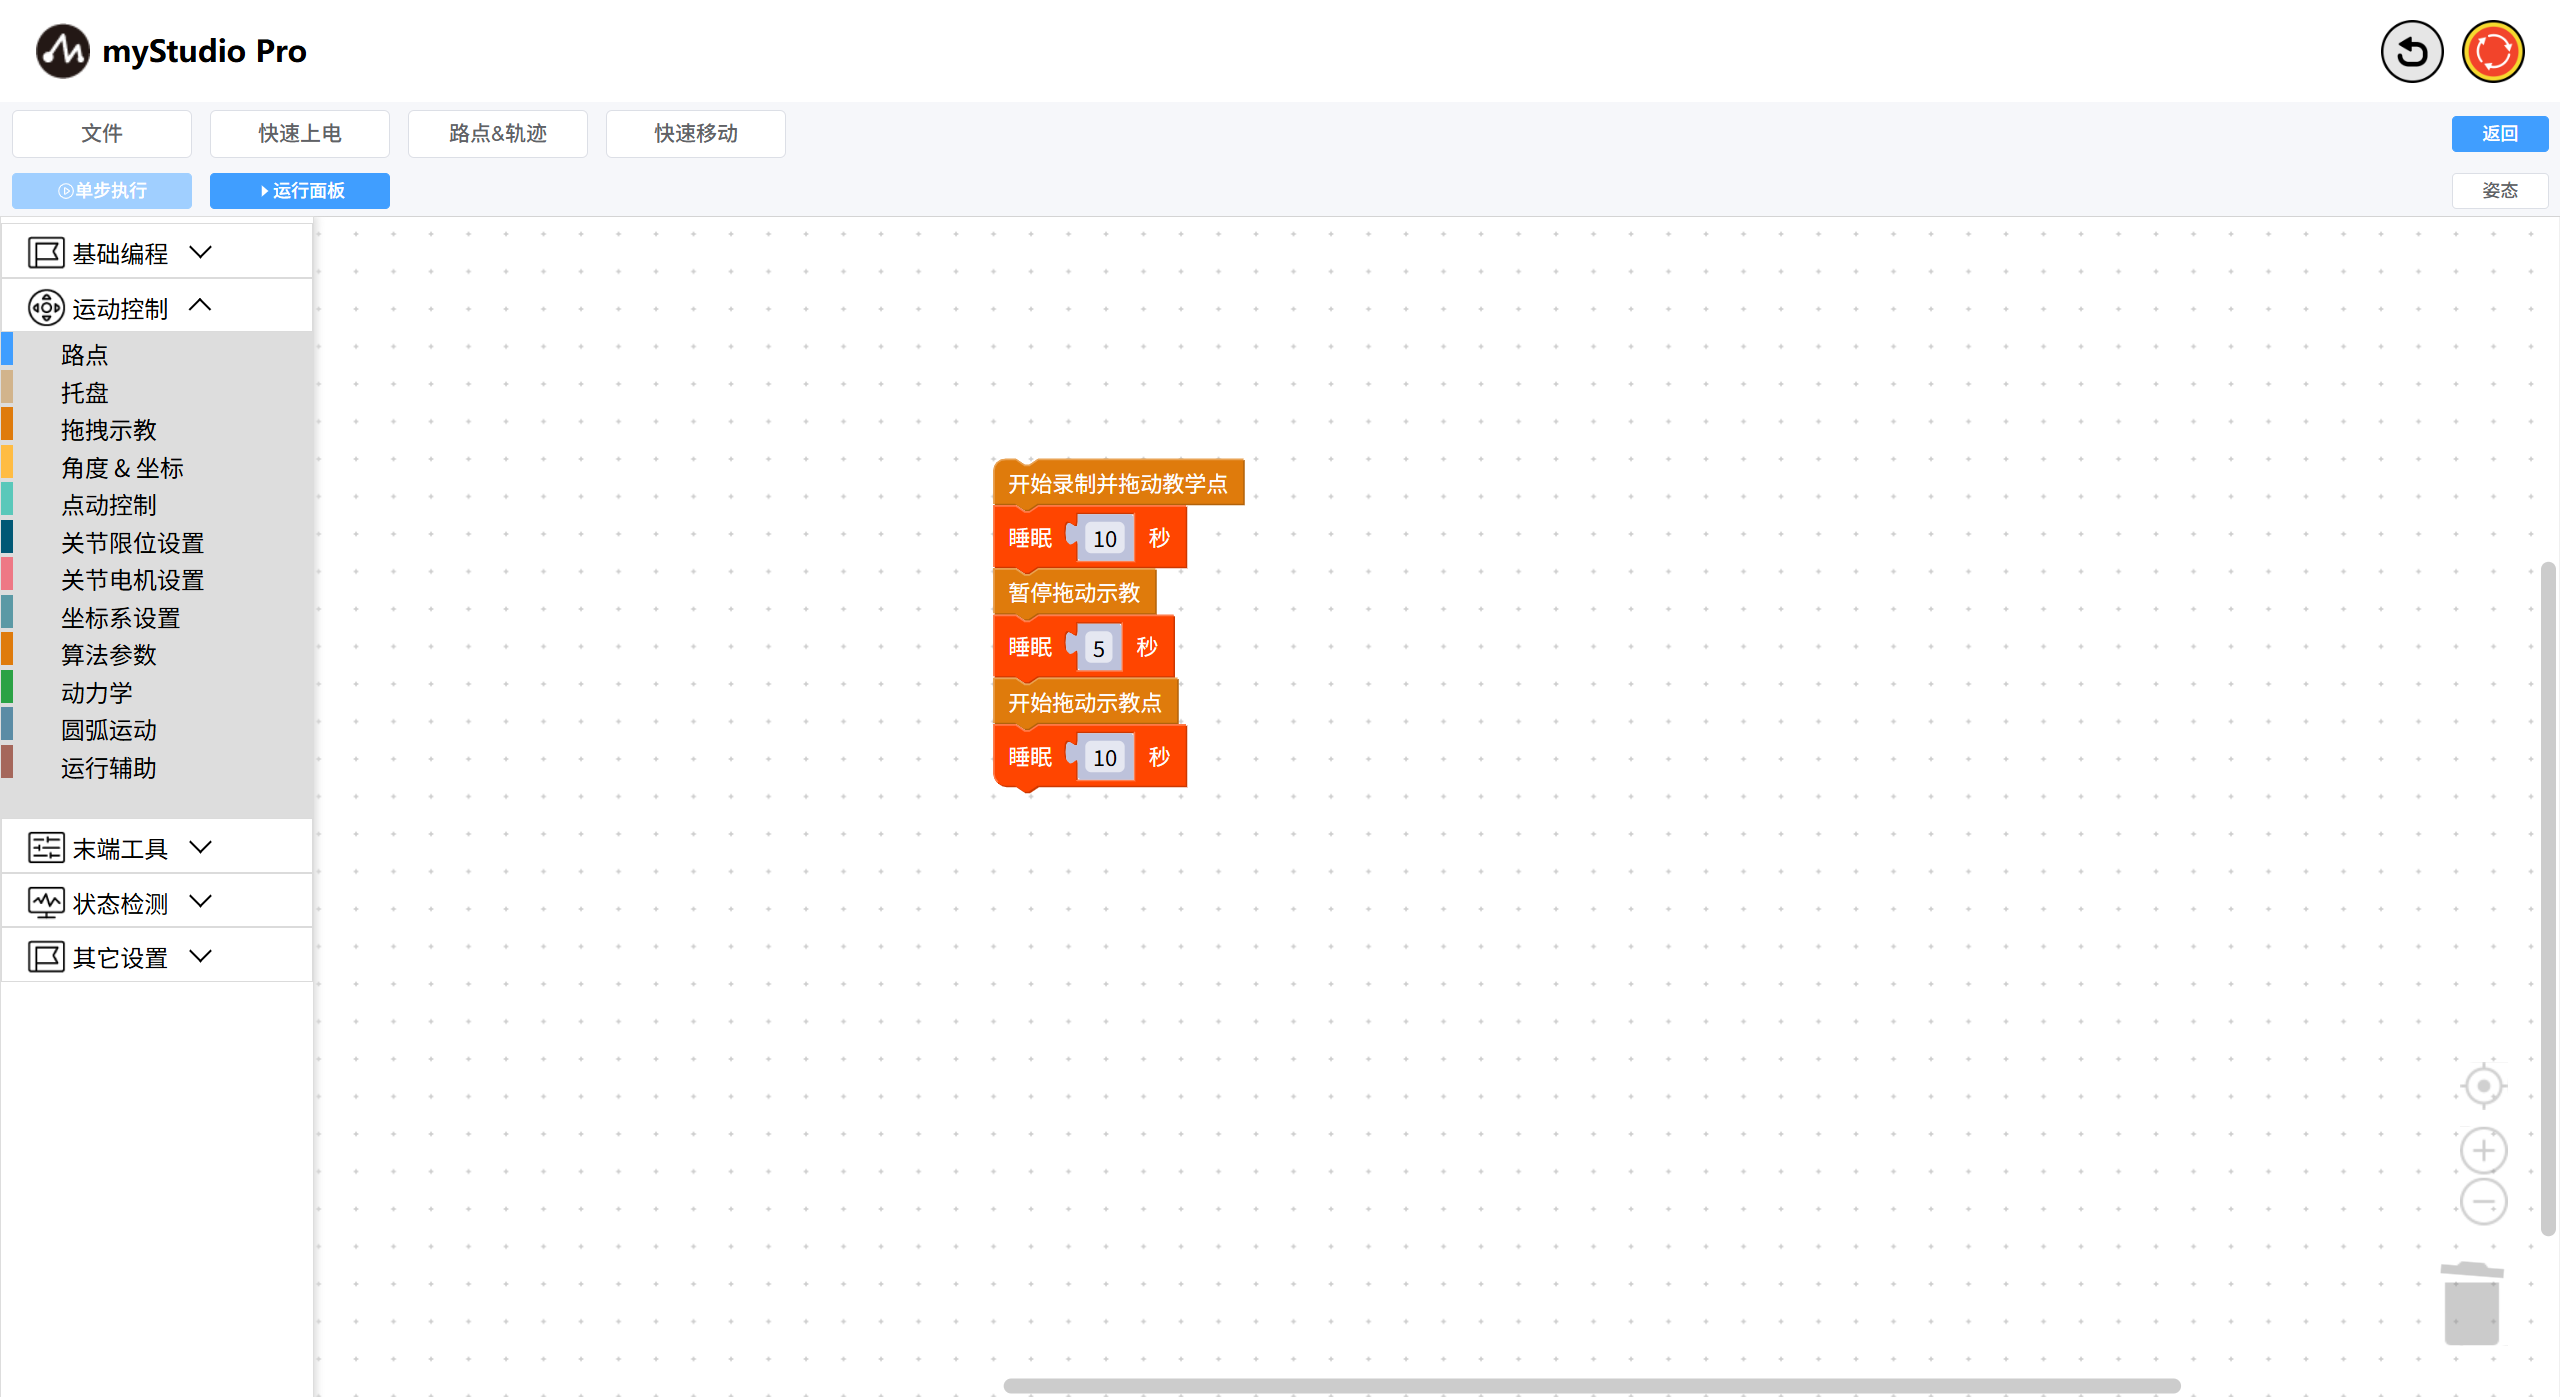 myStudio Pro
文件
快速上电
路点&轨迹
快速移动
返回
单步执行
运行面板
姿态
基础编程
运动控制
路点
托盘
拖拽示教
角度 & 坐标
点动控制
关节限位设置
关节电机设置
坐标系设置
算法参数
动力学
圆弧运动
运行辅助
末端工具
状态检测
其它设置
开始录制并拖动教学点
睡眠 10 秒
暂停拖动示教
睡眠 5 秒
开始拖动示教点
睡眠 10 秒